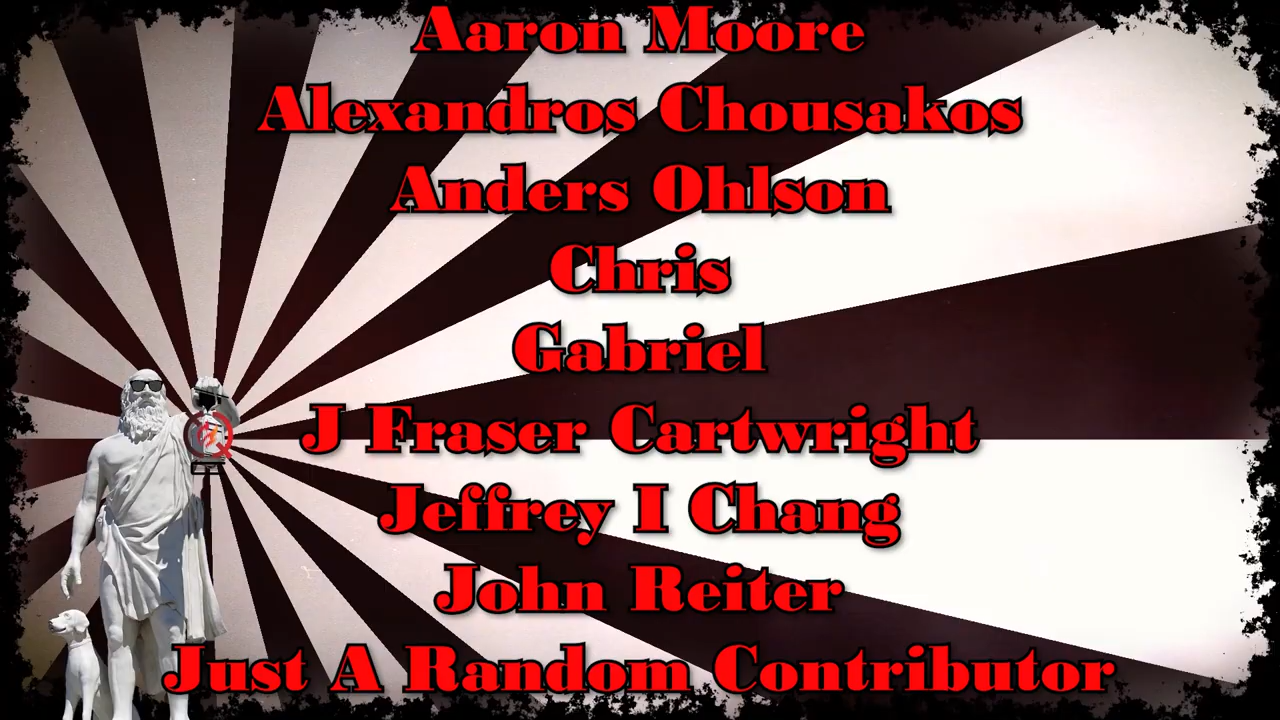 Aaron Moore
Alexandros Chousakos
Anders Ohlson
Chris
Gabriel
J Fraser Cartwright
Jeffrey I Chang
John Reiter
Just A Random Contributor